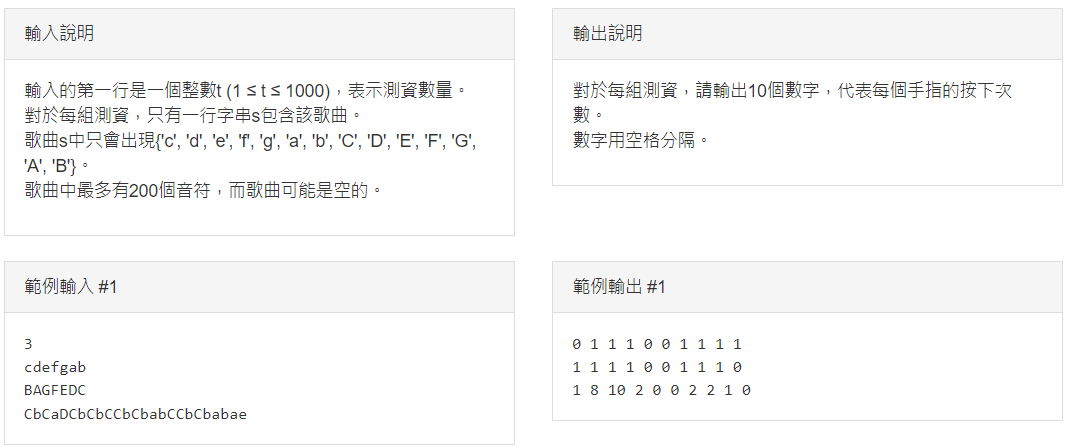 輸入說明
輸入的第一行是一個整數t (1 ≤ t ≤ 1000)，表示測資數量。
對於每組測資，只有一行字串s包含該歌曲。
歌曲s中只會出現{'c', 'd', 'e', 'f', 'g', 'a', 'b', 'C', 'D', 'E', 'F', 'G',
'A', 'B'}。
歌曲中最多有200個音符，而歌曲可能是空的。
輸出說明
對於每組測資，請輸出10個數字，代表每個手指的按下次
數。
數字用空格分隔。
範例輸入 #1
3
cdefgab
BAGFEDC
CbCaDCbCbCCbCbabCCbCbabae
範例輸出 #1
0 1 1 1 0 0 1 1 1 1
1 1 1 1 0 0 1 1 1 0
1 8 10 2 0 0 2 2 1 0